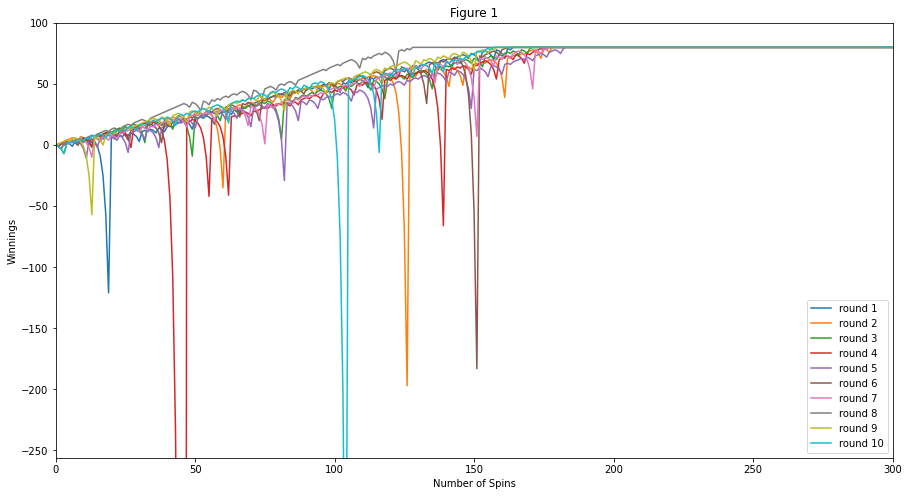 Figure 1
100
50
0
−50
−100
−150
−200
−250
Winnings
0 50 100 150 200 250 300
Number of Spins
round 1
round 2
round 3
round 4
round 5
round 6
round 7
round 8
round 9
round 10